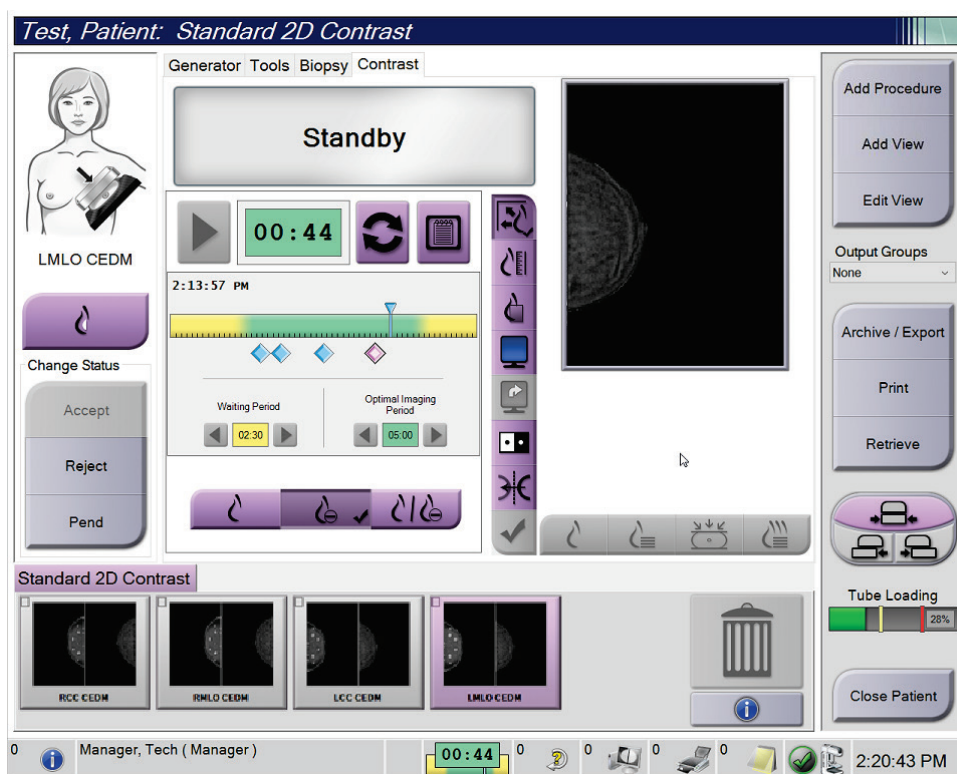 Test, Patient: Standard 2D Contrast
Generator Tools Biopsy Contrast
Standby
00:44
2:13:57 PM
Waiting Period
02:30
Optimal Imaging
Period
05:00
LMLO CEDM
Change Status
Accept
Reject
Pend
Add Procedure
Add View
Edit View
Output Groups
None
Archive / Export
Print
Retrieve
Tube Loading
28%
Close Patient
Standard 2D Contrast
RCC CEDM
RMLO CEDM
LCC CEDM
LMLO CEDM
0
Manager, Tech ( Manager )
00:44
0
0
0
0
2:20:43 PM